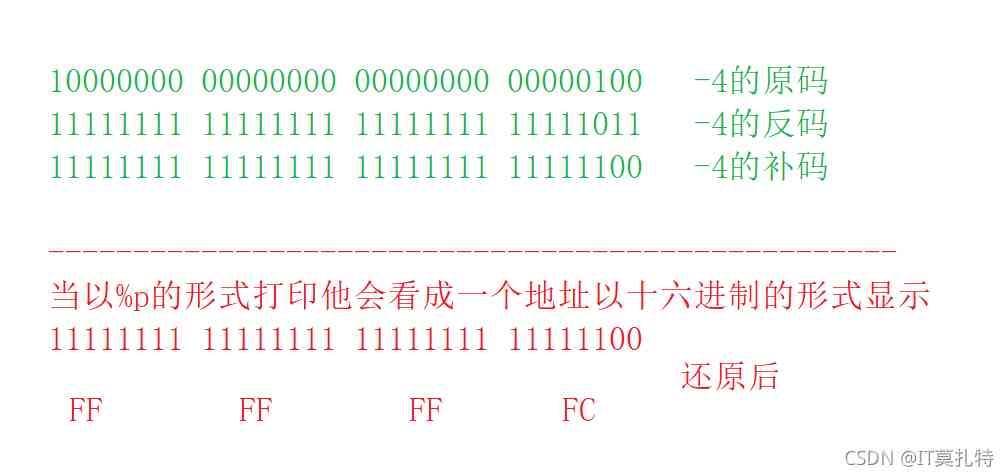 10000000 00000000 00000000 00000100 -4的原码
11111111 11111111 11111111 11111011 -4的反码
11111111 11111111 11111111 11111100 -4的补码
--------------------------------------------------
当以%p的形式打印他会看成一个地址以十六进制的形式显示
11111111 11111111 11111111 11111100
还原后
FF FF FF FC
CSDN @IT莫扎特